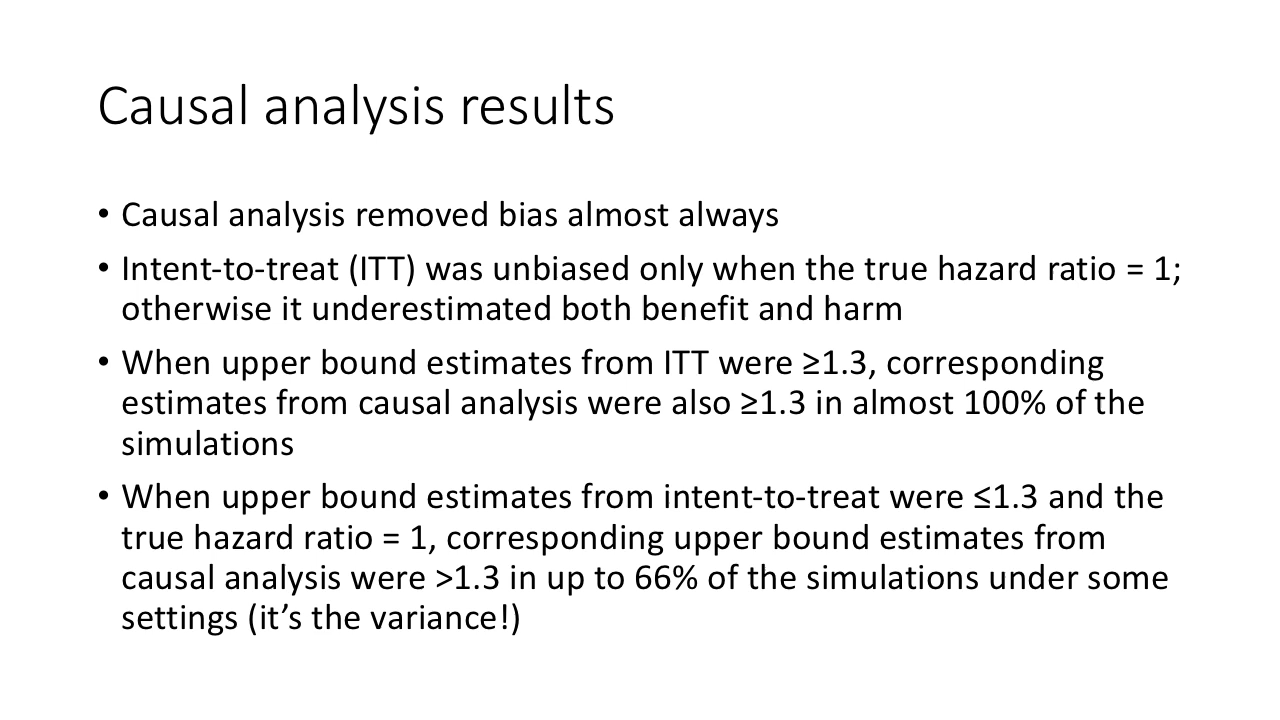 Causal analysis results
• Causal analysis removed bias almost always
• Intent-to-treat (ITT) was unbiased only when the true hazard ratio = 1;
otherwise it underestimated both benefit and harm
• When upper bound estimates from ITT were ≥1.3, corresponding
estimates from causal analysis were also ≥1.3 in almost 100% of the
simulations
• When upper bound estimates from intent-to-treat were ≤1.3 and the
true hazard ratio = 1, corresponding upper bound estimates from
causal analysis were >1.3 in up to 66% of the simulations under some
settings (it’s the variance!)